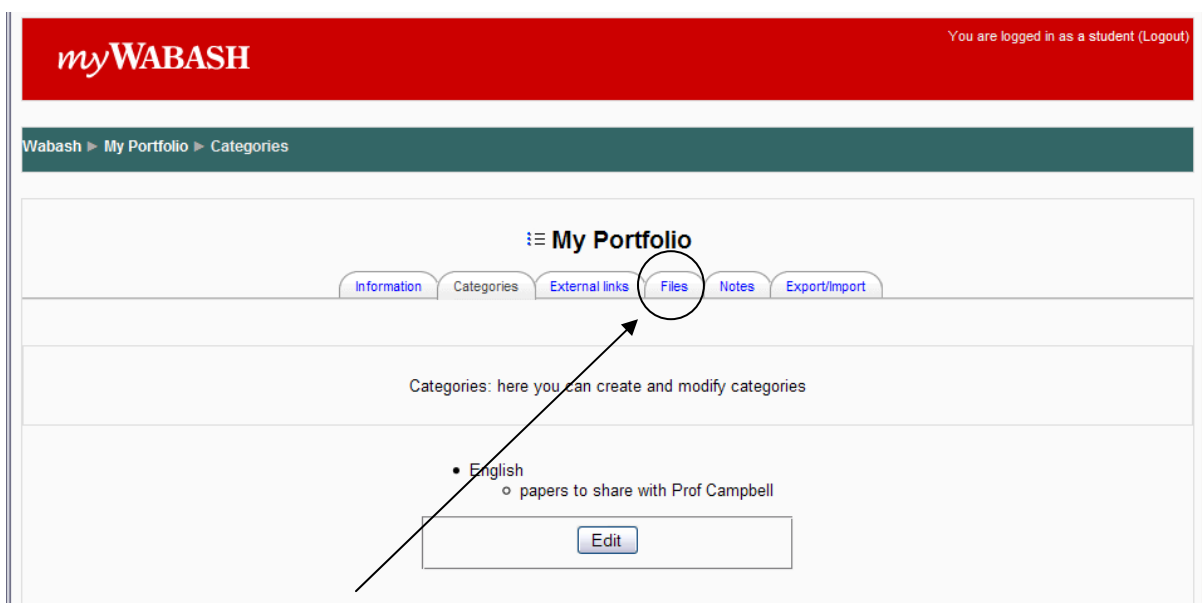 You are logged in as a student (Logout)
myWABASH
Wabash ► My Portfolio ► Categories
My Portfolio
Information Categories External links Files Notes Export/Import
Categories: here you can create and modify categories
• English
○ papers to share with Prof Campbell
Edit